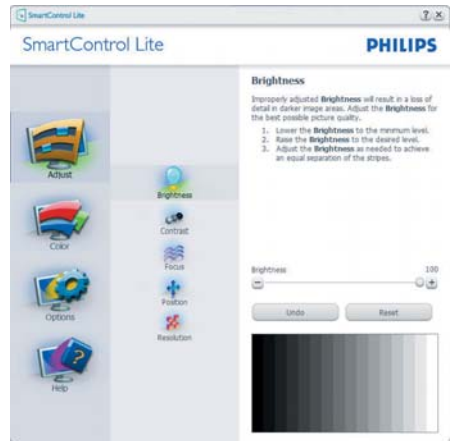 SmartControl Lite
SmartControl Lite
PHILIPS
Adjust
Color
Options
Help
Brightness
Contrast
Focus
Position
Resolution
Brightness
Improperly adjusted Brightness will result in a loss of
detail in darker image areas. Adjust the Brightness for
the best possible picture quality.
1. Lower the Brightness to the minimum level.
2. Raise the Brightness to the desired level.
3. Adjust the Brightness as needed to achieve
an equal separation of the stripes.
Brightness 100
Undo Reset